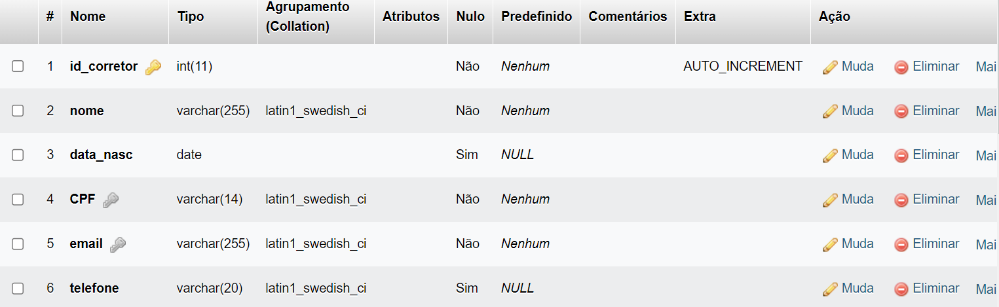 # Nome Tipo Agrupamento (Collation) Atributos Nulo Predefinido Comentários Extra Ação
1 id_corretor int(11) Não Nenhum AUTO_INCREMENT Muda Eliminar Mai
2 nome varchar(255) latin1_swedish_ci Não Nenhum Muda Eliminar Mai
3 data_nasc date Sim NULL Muda Eliminar Mai
4 CPF varchar(14) latin1_swedish_ci Não Nenhum Muda Eliminar Mai
5 email varchar(255) latin1_swedish_ci Não Nenhum Muda Eliminar Mai
6 telefone varchar(20) latin1_swedish_ci Sim NULL Muda Eliminar Mai